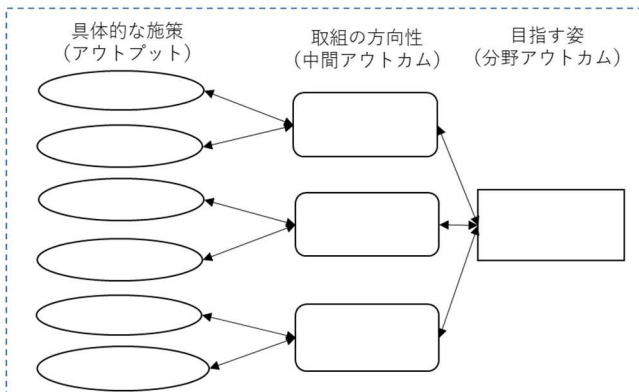 具体的な施策
（アウトプット）
取組の方向性
（中間アウトカム）
目指す姿
（分野アウトカム）